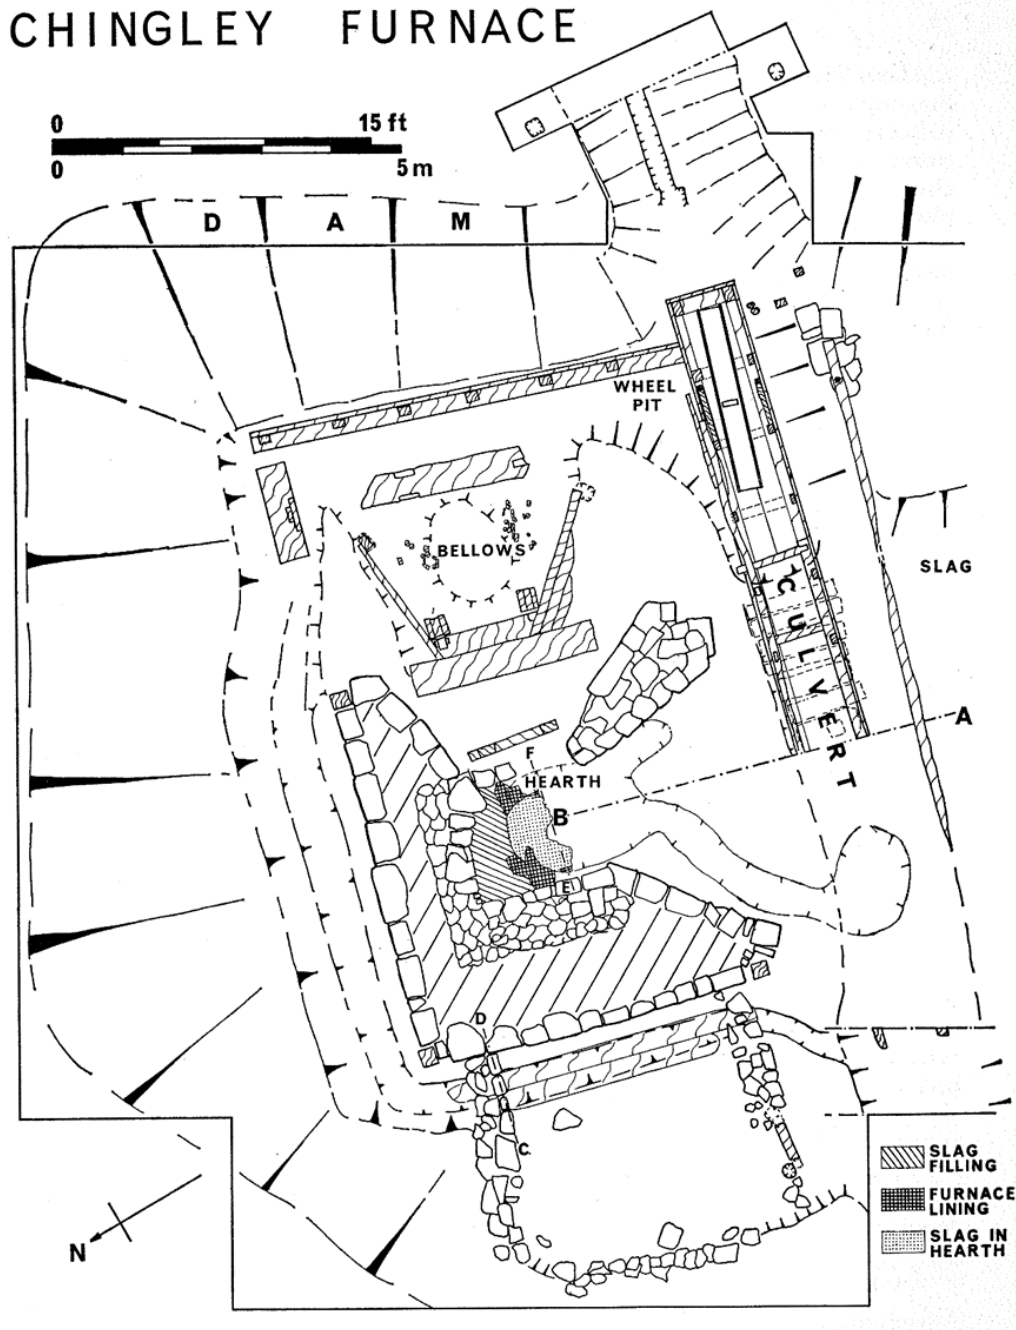 CHINGLEY FURNACE
0 15 ft
0 5 m
D A M
WHEEL
PIT
BELLOWS
SLAG
CULVERT
A
F
HEARTH
B
E
D
C
SLAG
FILLING
FURNACE
LINING
SLAG IN
HEARTH
N